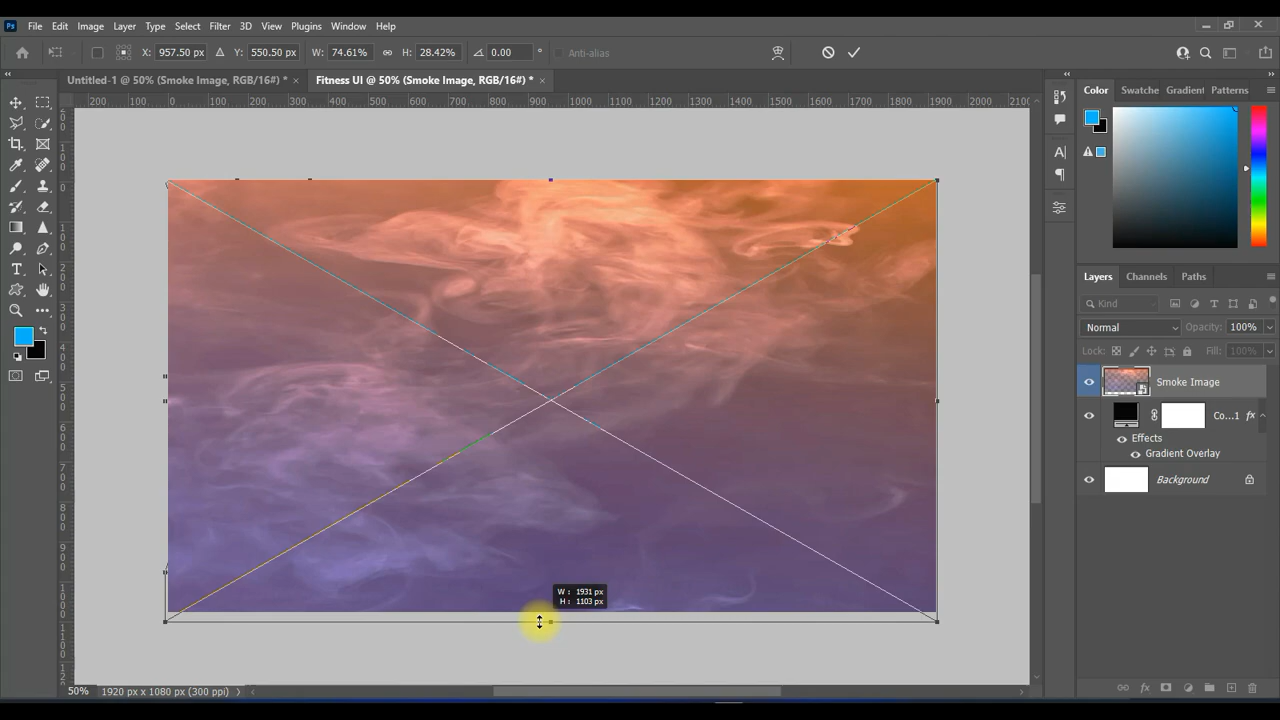 Ps File Edit Image Layer Type Select Filter 3D View Plugins Window Help
X: 957.50 px Y: 550.50 px W: 74.61% H: 28.42% 0.00 ° Anti-alias
Untitled-1 @ 50% (Smoke Image, RGB/16#) * × Fitness UI @ 50% (Smoke Image, RGB/16#) * ×
200 100 0 100 200 300 400 500 600 700 800 900 1000 1100 1200 1300 1400 1500 1600 1700 1800 1900
Color Swatche Gradient Patterns
Layers Channels Paths
Kind
Normal Opacity: 100%
Lock: Fill: 100%
Smoke Image
Co...1 fx
Effects
Gradient Overlay
Background
W : 1931 px
H : 1103 px
50% 1920 px x 1080 px (300 ppi)
fx